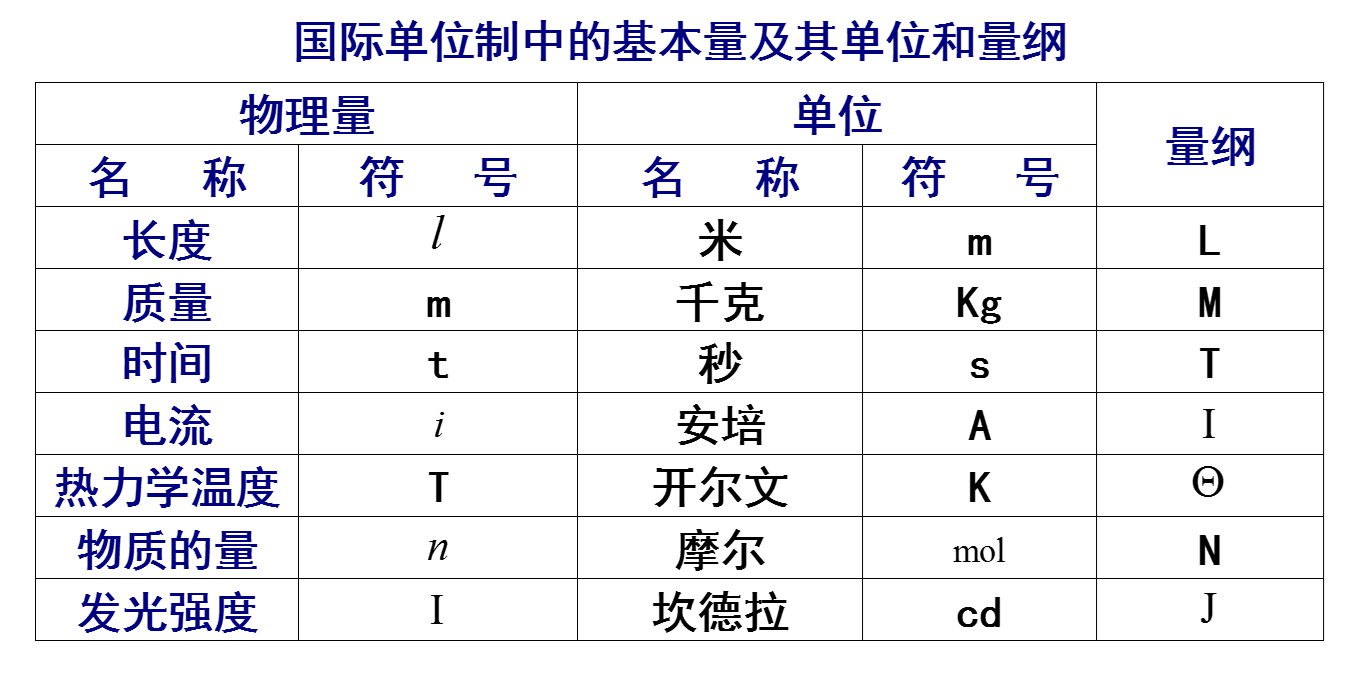 国际单位制中的基本量及其单位和量纲
物理量 单位 量纲
名 称 符 号 名 称 符 号
长度 l 米 m L
质量 m 千克 Kg M
时间 t 秒 s T
电流 i 安培 A I
热力学温度 T 开尔文 K Θ
物质的量 n 摩尔 mol N
发光强度 I 坎德拉 cd J